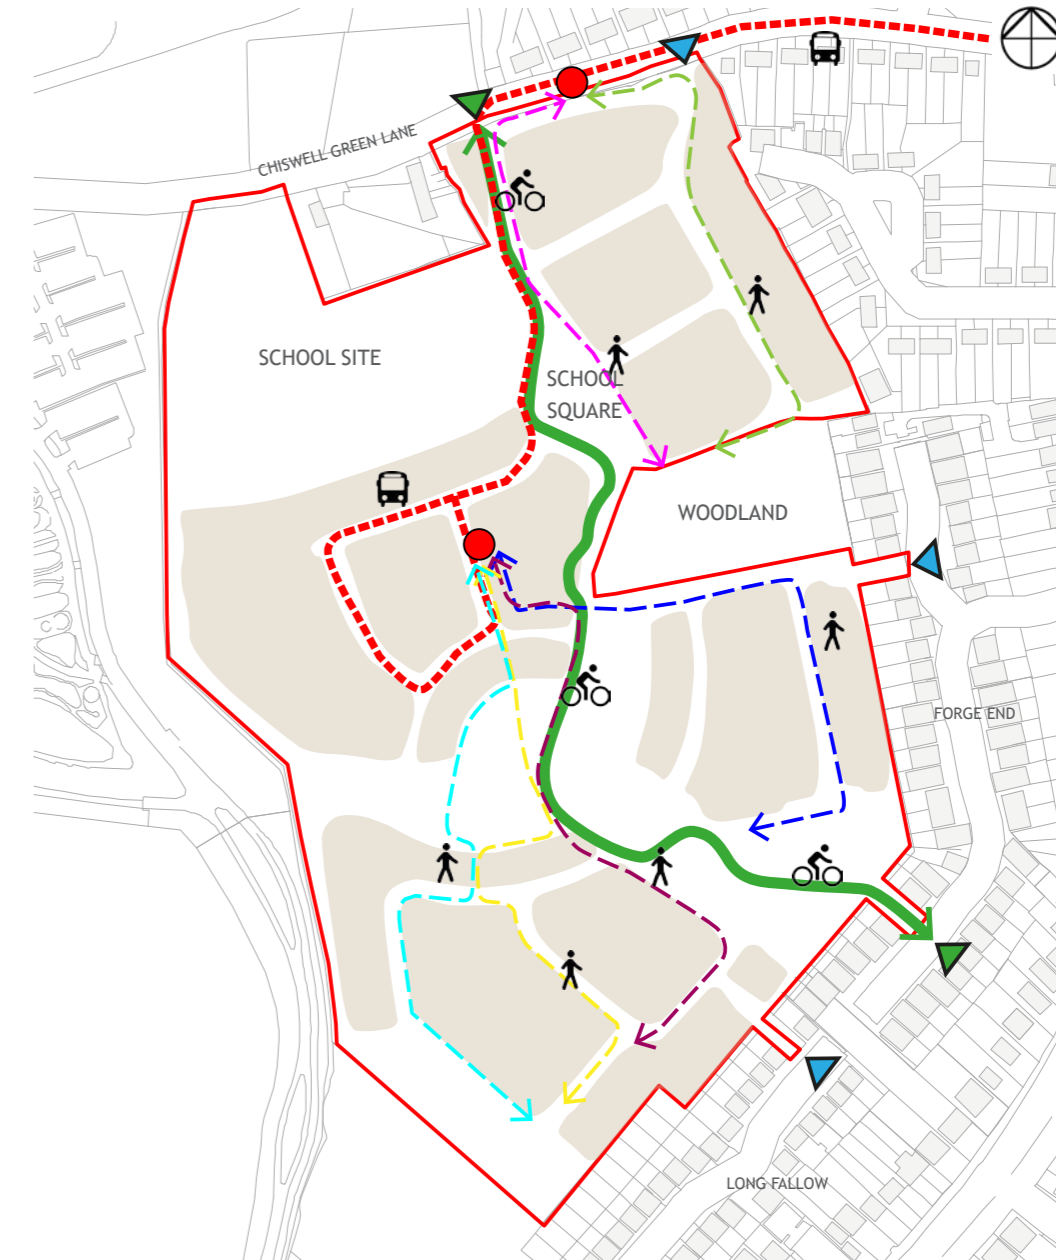 CHISWELL GREEN LANE
SCHOOL SITE
SCHOOL
SQUARE
WOODLAND
FORGE END
LONG FALLOW